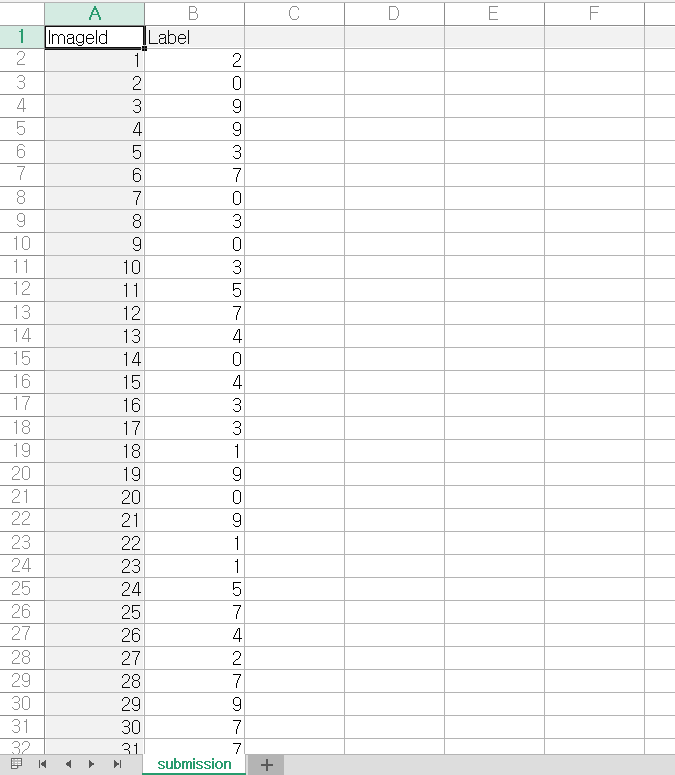 A B C D E F
1 ImageId Label
2 1 2
3 2 0
4 3 9
5 4 9
6 5 3
7 6 7
8 7 0
9 8 3
10 9 0
11 10 3
12 11 5
13 12 7
14 13 4
15 14 0
16 15 4
17 16 3
18 17 3
19 18 1
20 19 9
21 20 0
22 21 9
23 22 1
24 23 1
25 24 5
26 25 7
27 26 4
28 27 2
29 28 7
30 29 9
31 30 7
32 31 7
submission +